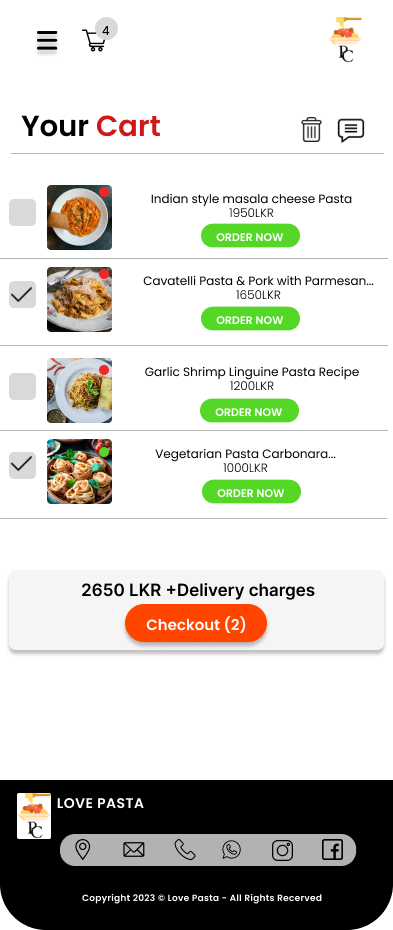 4
PC
Your Cart
Indian style masala cheese Pasta
1950LKR
ORDER NOW
Cavatelli Pasta & Pork with Parmesan...
1650LKR
ORDER NOW
Garlic Shrimp Linguine Pasta Recipe
1200LKR
ORDER NOW
Vegetarian Pasta Carbonara...
1000LKR
ORDER NOW
2650 LKR +Delivery charges
Checkout (2)
LOVE PASTA
PC
Copyright 2023 © Love Pasta - All Rights Recerved